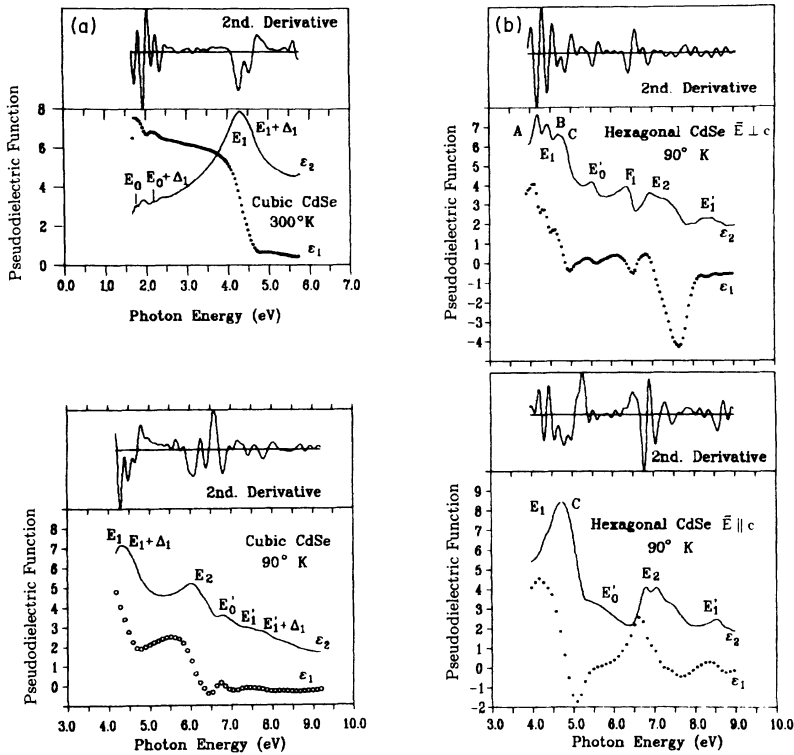 (a)
2nd. Derivative
Pseudodielectric Function
8
7
6
5
4
3
2
1
0
E₀
E₀+Δ₁
E₁
E₁+Δ₁
ε₂
Cubic CdSe
300°K
ε₁
0.0 1.0 2.0 3.0 4.0 5.0 6.0 7.0
Photon Energy (eV)
2nd. Derivative
Pseudodielectric Function
8
7
6
5
4
3
2
1
0
E₁
E₁+Δ₁
Cubic CdSe
90° K
E₂
E₀'
E₁'
E₁'+Δ₁
ε₂
ε₁
3.0 4.0 5.0 6.0 7.0 8.0 9.0 10.0
Photon Energy (eV)
(b)
2nd. Derivative
Pseudodielectric Function
7
6
5
4
3
2
1
0
-1
-2
-3
-4
A
B
C
Hexagonal CdSe Ē ⊥ c
90° K
E₁
E₀'
F₁
E₂
E₁'
ε₂
ε₁
2nd. Derivative
Pseudodielectric Function
9
8
7
6
5
4
3
2
1
0
-1
-2
E₁
C
Hexagonal CdSe Ē ∥ c
90° K
E₀'
E₂
E₁'
ε₂
ε₁
3.0 4.0 5.0 6.0 7.0 8.0 9.0 10.0
Photon Energy (eV)